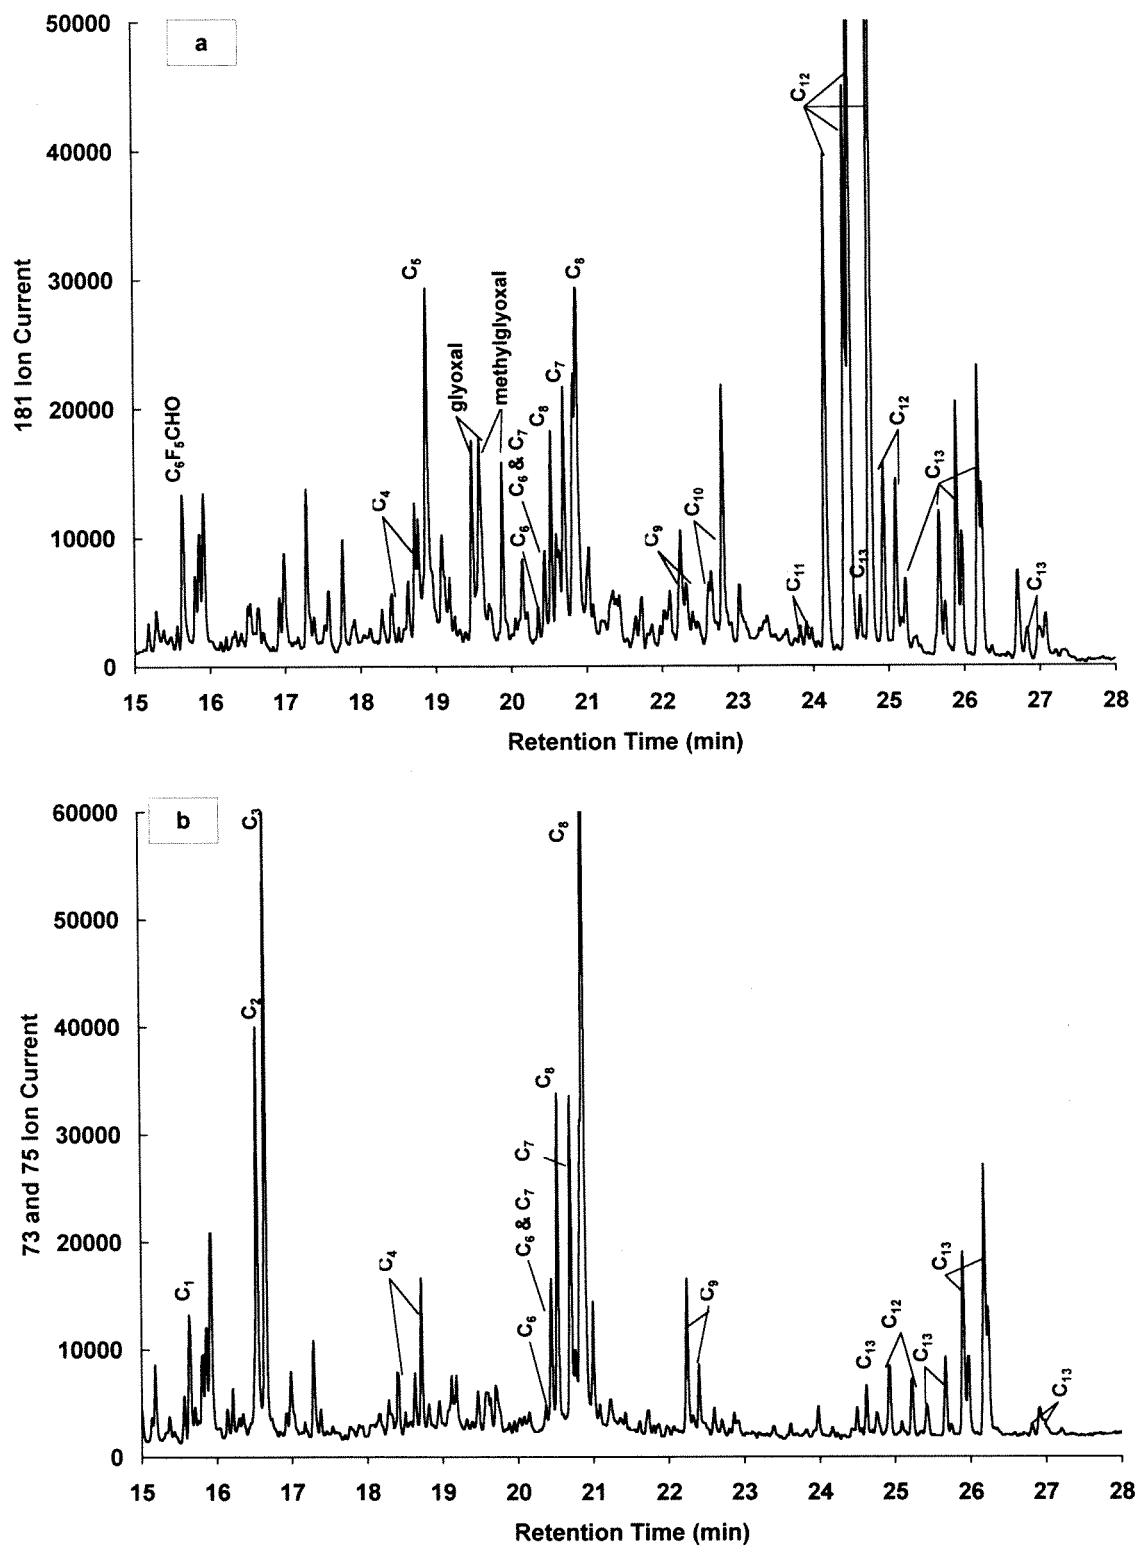 a
50000
40000
30000
20000
10000
0
181 Ion Current
C6F5CHO
C4
C5
glyoxal
methylglyoxal
C6
C6 & C7
C8
C7
C8
C9
C10
C11
C12
C13
C12
C13
C13
15 16 17 18 19 20 21 22 23 24 25 26 27 28
Retention Time (min)
b
60000
50000
40000
30000
20000
10000
0
73 and 75 Ion Current
C1
C2
C3
C4
C6
C6 & C7
C7
C8
C8
C9
C13
C12
C13
C13
C13
15 16 17 18 19 20 21 22 23 24 25 26 27 28
Retention Time (min)